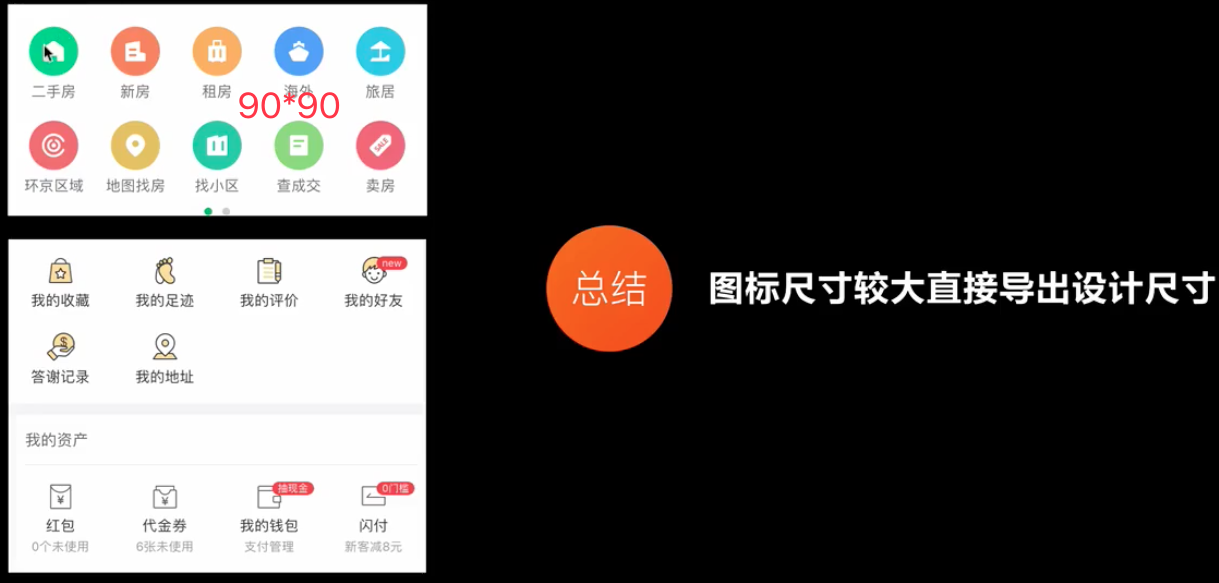 二手房 新房 租房 海外 旅居
90*90
SALE
环京区域 地图找房 找小区 查成交 卖房
new
我的收藏 我的足迹 我的评价 我的好友
答谢记录 我的地址
我的资产
抽现金 0门槛
红包 代金券 我的钱包 闪付
0个未使用 6张未使用 支付管理 新客减8元
总结
图标尺寸较大直接导出设计尺寸